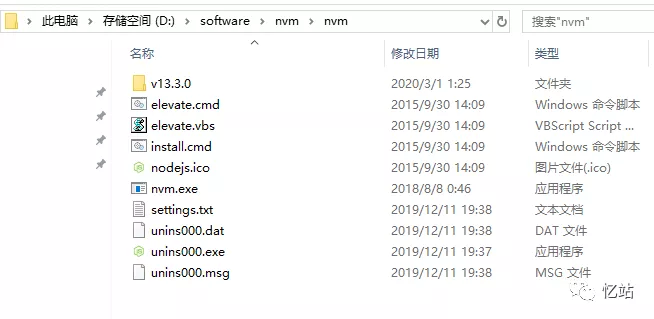 此电脑 > 存储空间 (D:) > software > nvm > nvm 搜索"nvm"
名称 修改日期 类型
v13.3.0 2020/3/1 1:25 文件夹
elevate.cmd 2015/9/30 14:09 Windows 命令脚本
elevate.vbs 2015/9/30 14:09 VBScript Script ...
install.cmd 2015/9/30 14:09 Windows 命令脚本
nodejs.ico 2015/9/30 14:09 图片文件(.ico)
nvm.exe 2018/8/8 0:46 应用程序
settings.txt 2019/12/11 19:38 文本文档
unins000.dat 2019/12/11 19:38 DAT 文件
unins000.exe 2019/12/11 19:37 应用程序
unins000.msg 2019/12/11 19:38 MSG 文件
忆站